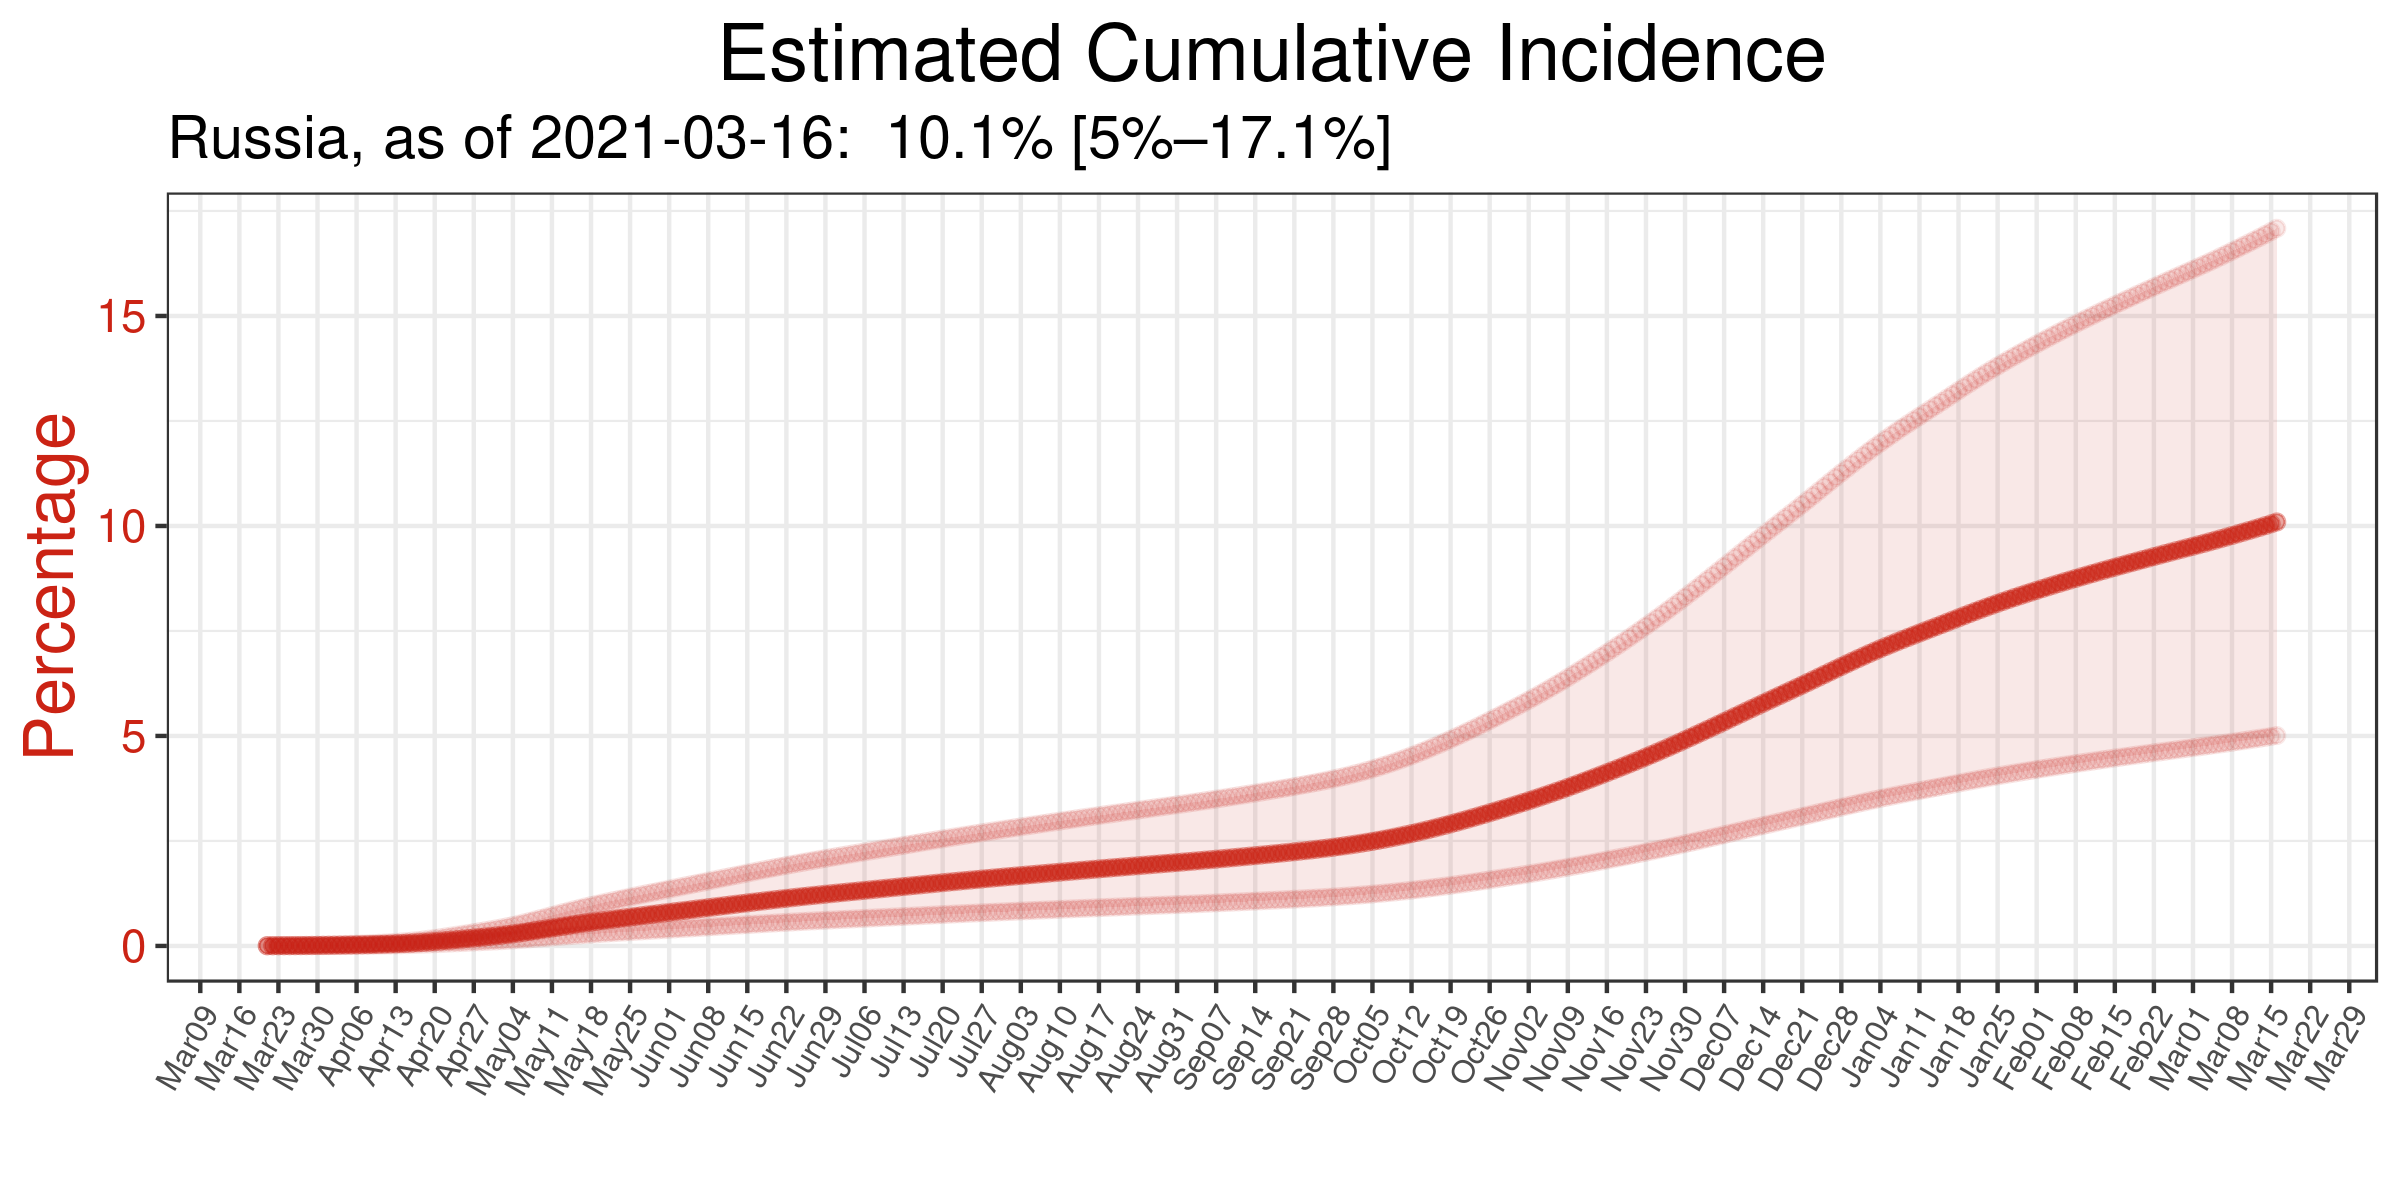 Estimated Cumulative Incidence
Russia, as of 2021-03-16:  10.1% [5%–17.1%]
Percentage
15
10
5
0
Mar09
Mar16
Mar23
Mar30
Apr06
Apr13
Apr20
Apr27
May04
May11
May18
May25
Jun01
Jun08
Jun15
Jun22
Jun29
Jul06
Jul13
Jul20
Jul27
Aug03
Aug10
Aug17
Aug24
Aug31
Sep07
Sep14
Sep21
Sep28
Oct05
Oct12
Oct19
Oct26
Nov02
Nov09
Nov16
Nov23
Nov30
Dec07
Dec14
Dec21
Dec28
Jan04
Jan11
Jan18
Jan25
Feb01
Feb08
Feb15
Feb22
Mar01
Mar08
Mar15
Mar22
Mar29